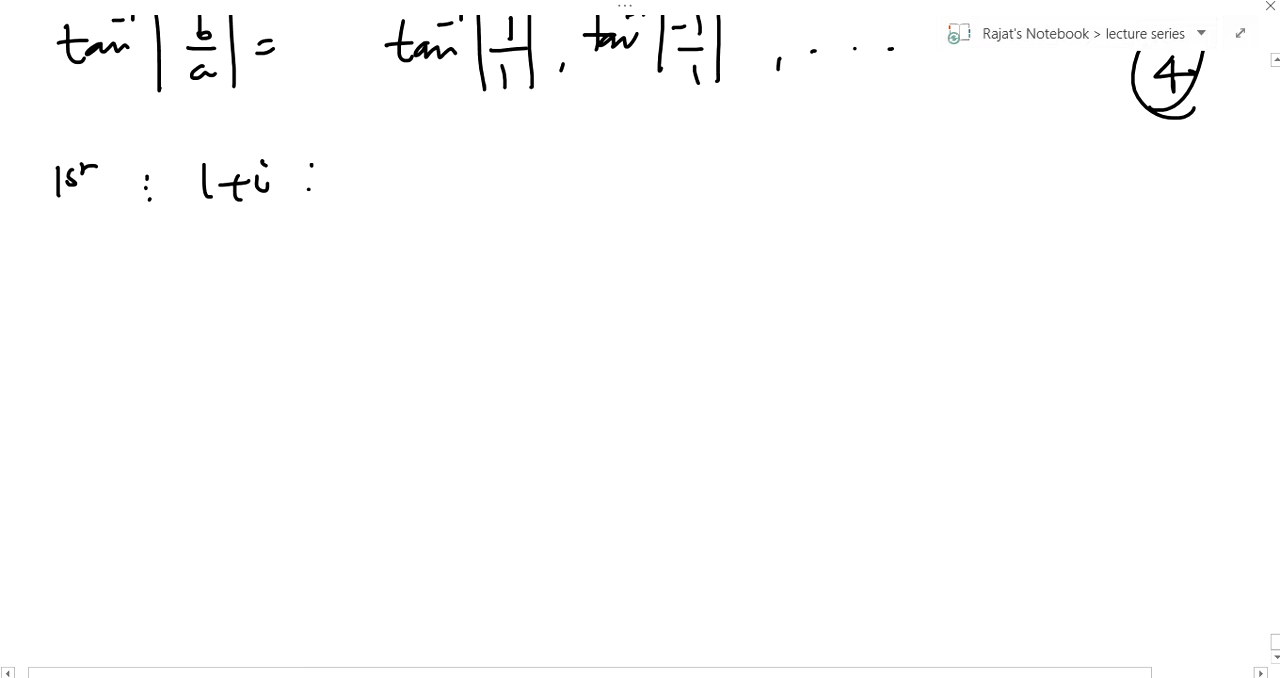 tan⁻¹ |b/a| = tan⁻¹ |1/1| , tan⁻¹ |-1/1| , . . .
Rajat's Notebook > lecture series
4
1st : 1+i :